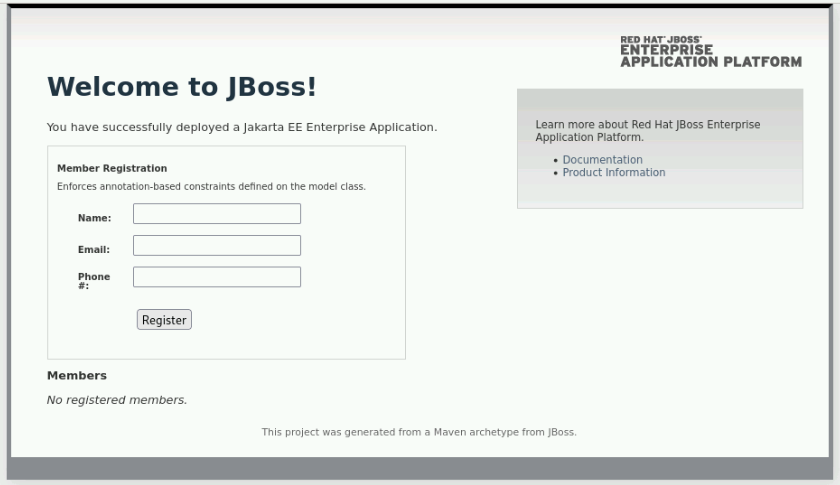 RED HAT® JBOSS®
ENTERPRISE
APPLICATION PLATFORM
Welcome to JBoss!
You have successfully deployed a Jakarta EE Enterprise Application.
Learn more about Red Hat JBoss Enterprise
Application Platform.
• Documentation
• Product Information
Member Registration
Enforces annotation-based constraints defined on the model class.
Name:
Email:
Phone
#:
Register
Members
No registered members.
This project was generated from a Maven archetype from JBoss.